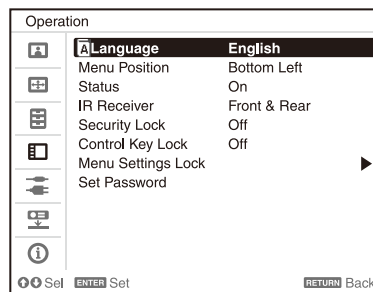 Operation
A Language English
Menu Position Bottom Left
Status On
IR Receiver Front & Rear
Security Lock Off
Control Key Lock Off
Menu Settings Lock
Set Password
Sel ENTER Set RETURN Back